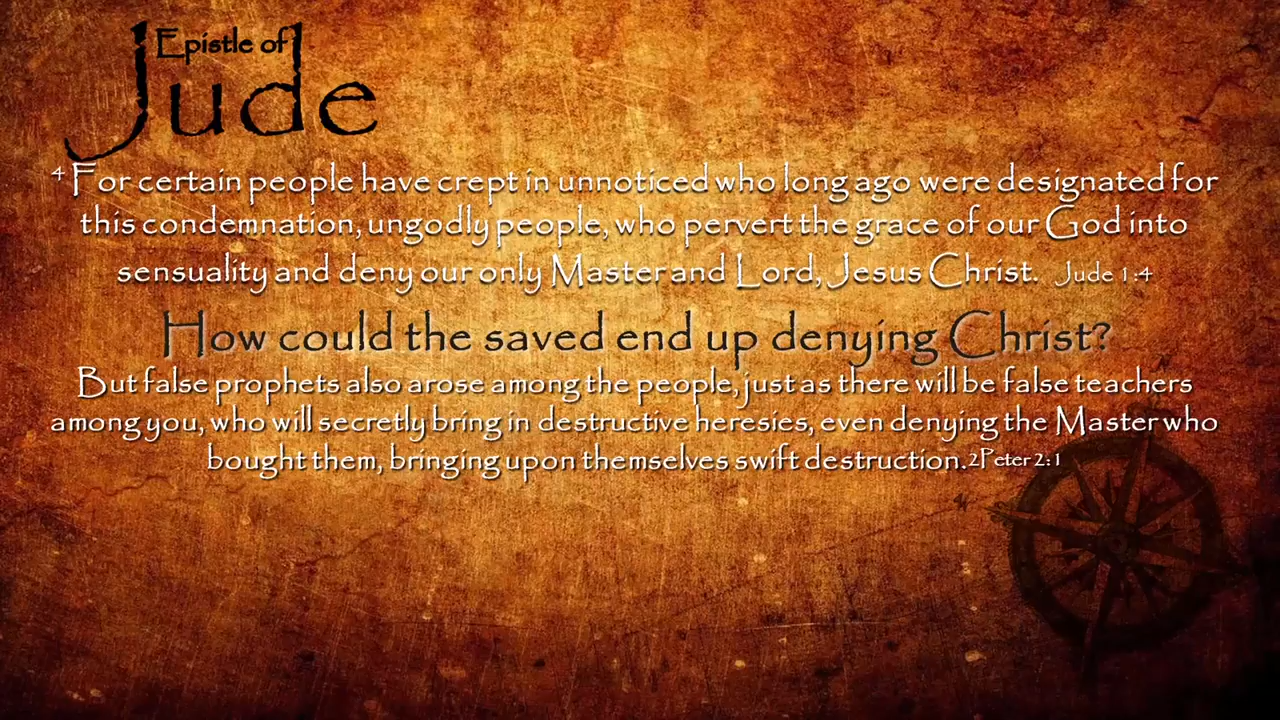 Epistle of
Jude
4 For certain people have crept in unnoticed who long ago were designated for
this condemnation, ungodly people, who pervert the grace of our God into
sensuality and deny our only Master and Lord, Jesus Christ. Jude 1:4
How could the saved end up denying Christ?
But false prophets also arose among the people, just as there will be false teachers
among you, who will secretly bring in destructive heresies, even denying the Master who
bought them, bringing upon themselves swift destruction.2Peter 2:1